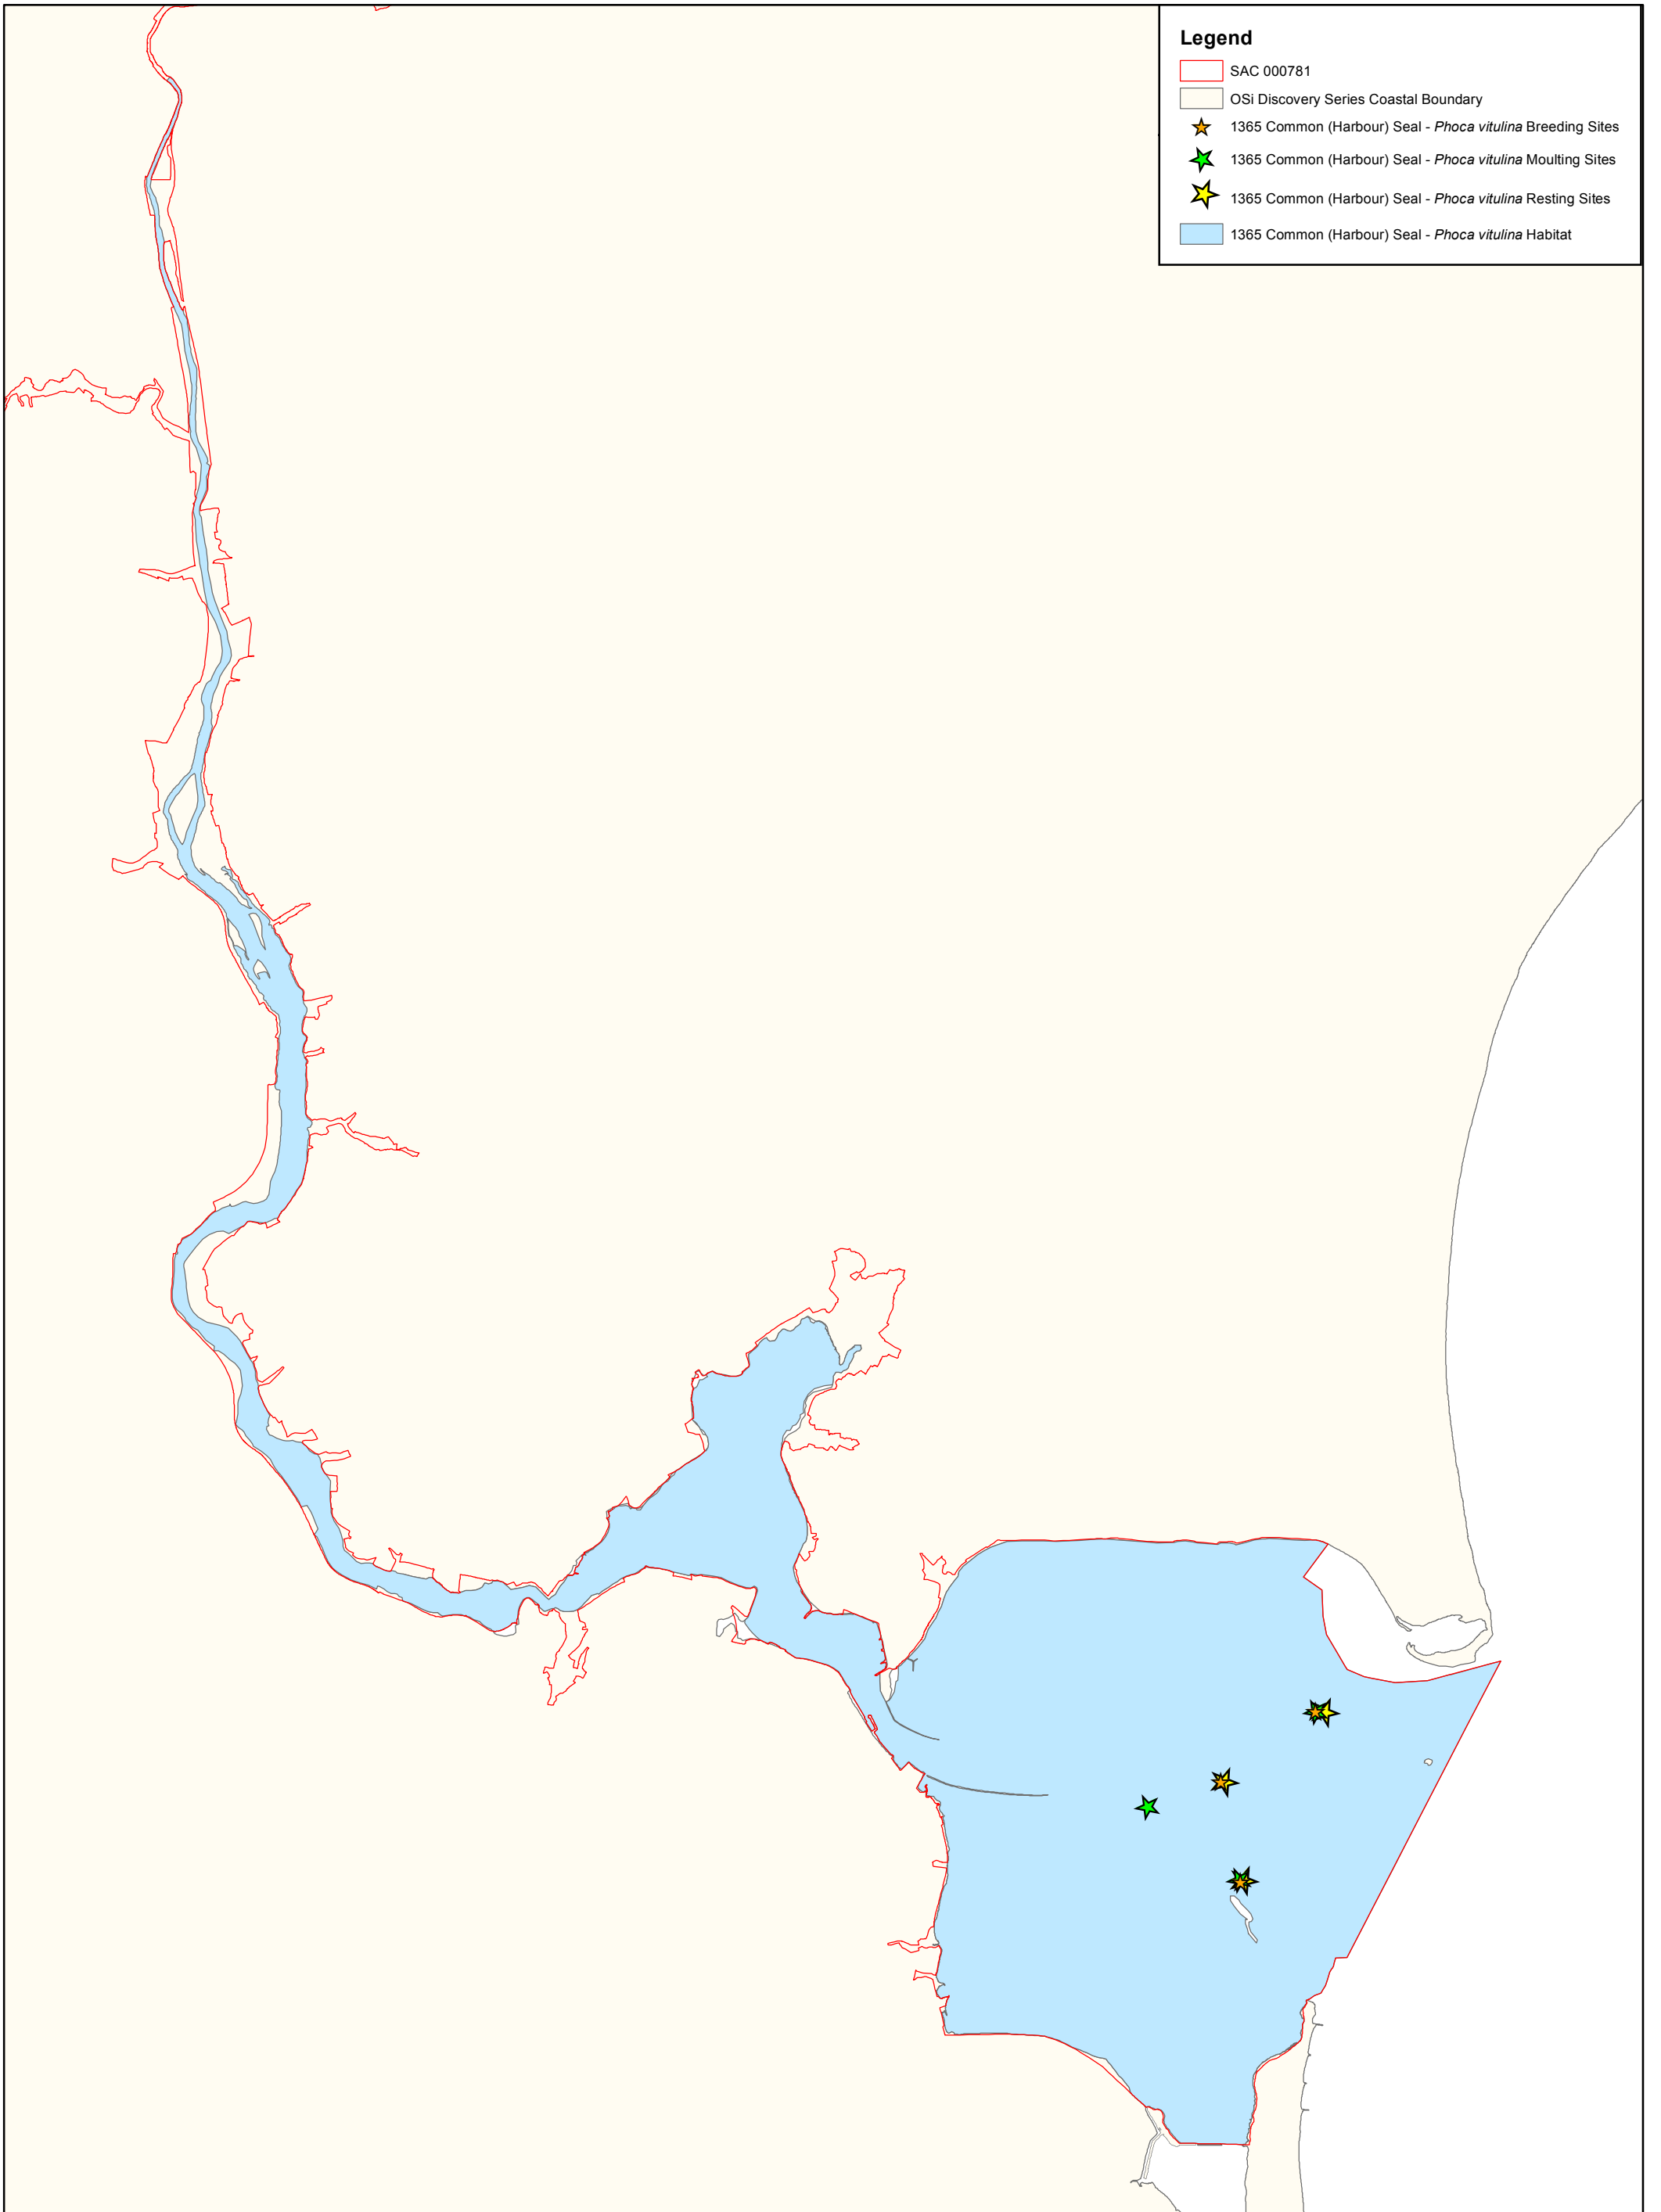 Legend
SAC 000781
OSi Discovery Series Coastal Boundary
1365 Common (Harbour) Seal - Phoca vitulina Breeding Sites
1365 Common (Harbour) Seal - Phoca vitulina Moulting Sites
1365 Common (Harbour) Seal - Phoca vitulina Resting Sites
1365 Common (Harbour) Seal - Phoca vitulina Habitat